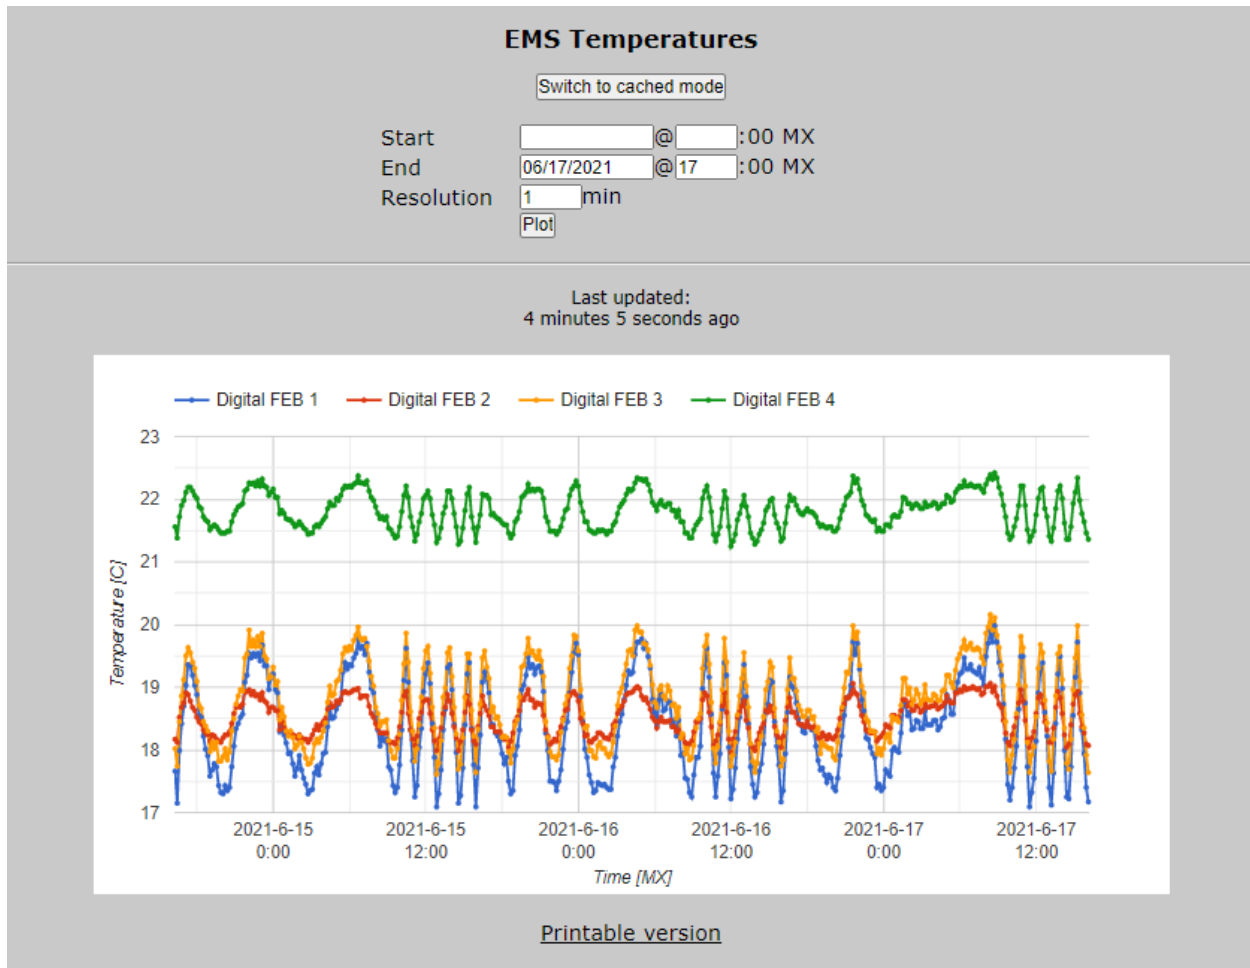 EMS Temperatures
Switch to cached mode
Start @ :00 MX
End 06/17/2021 @ 17 :00 MX
Resolution 1 min
Plot
Last updated:
4 minutes 5 seconds ago
Digital FEB 1 Digital FEB 2 Digital FEB 3 Digital FEB 4
23
22
21
20
19
18
17
Temperature [C]
2021-6-15 2021-6-15 2021-6-16 2021-6-16 2021-6-17 2021-6-17
0:00 12:00 0:00 12:00 0:00 12:00
Time [MX]
Printable version